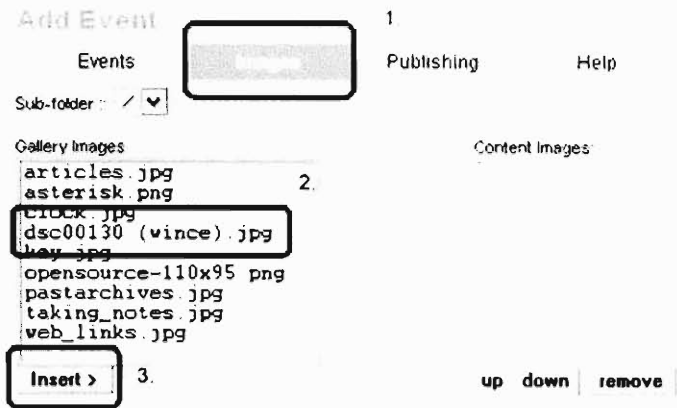 Add Event
1.
Events Publishing Help
Sub-folder : /
Gallery Images Content Images:
articles.jpg
asterisk.png
2.
clock.jpg
dsc00130 (wince).jpg
key.jpg
opensource-110x95 png
pastarchives.jpg
taking_notes.jpg
web_links.jpg
Insert > 3.
up down remove